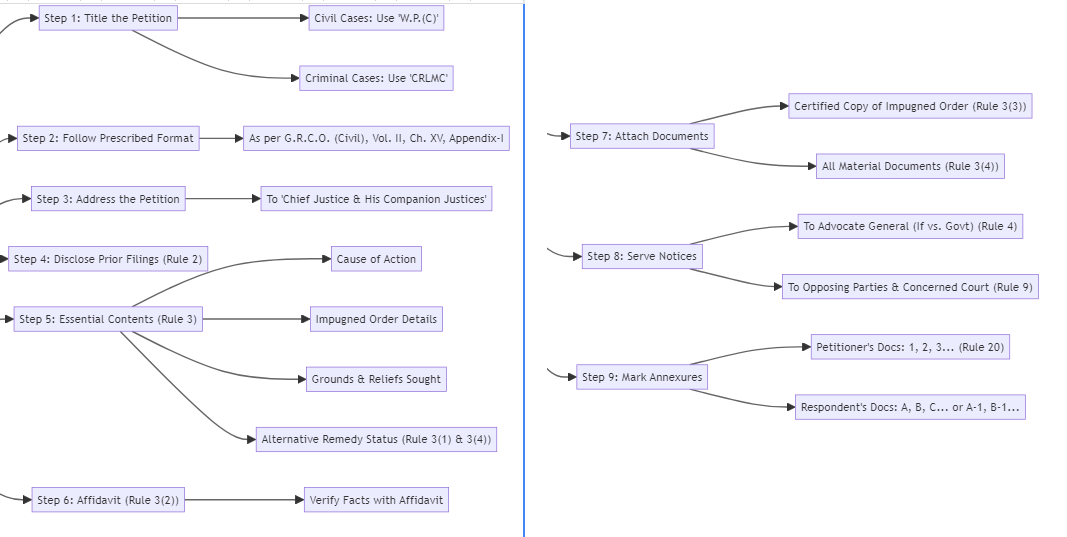 Step 1: Title the Petition
Civil Cases: Use 'W.P.(C)'
Criminal Cases: Use 'CRLMC'
Step 2: Follow Prescribed Format
As per G.R.C.O. (Civil), Vol. II, Ch. XV, Appendix-I
Step 3: Address the Petition
To 'Chief Justice & His Companion Justices'
Step 4: Disclose Prior Filings (Rule 2)
Step 5: Essential Contents (Rule 3)
Cause of Action
Impugned Order Details
Grounds & Reliefs Sought
Alternative Remedy Status (Rule 3(1) & 3(4))
Step 6: Affidavit (Rule 3(2))
Verify Facts with Affidavit
Step 7: Attach Documents
Certified Copy of Impugned Order (Rule 3(3))
All Material Documents (Rule 3(4))
Step 8: Serve Notices
To Advocate General (If vs. Govt) (Rule 4)
To Opposing Parties & Concerned Court (Rule 9)
Step 9: Mark Annexures
Petitioner's Docs: 1, 2, 3... (Rule 20)
Respondent's Docs: A, B, C... or A-1, B-1...